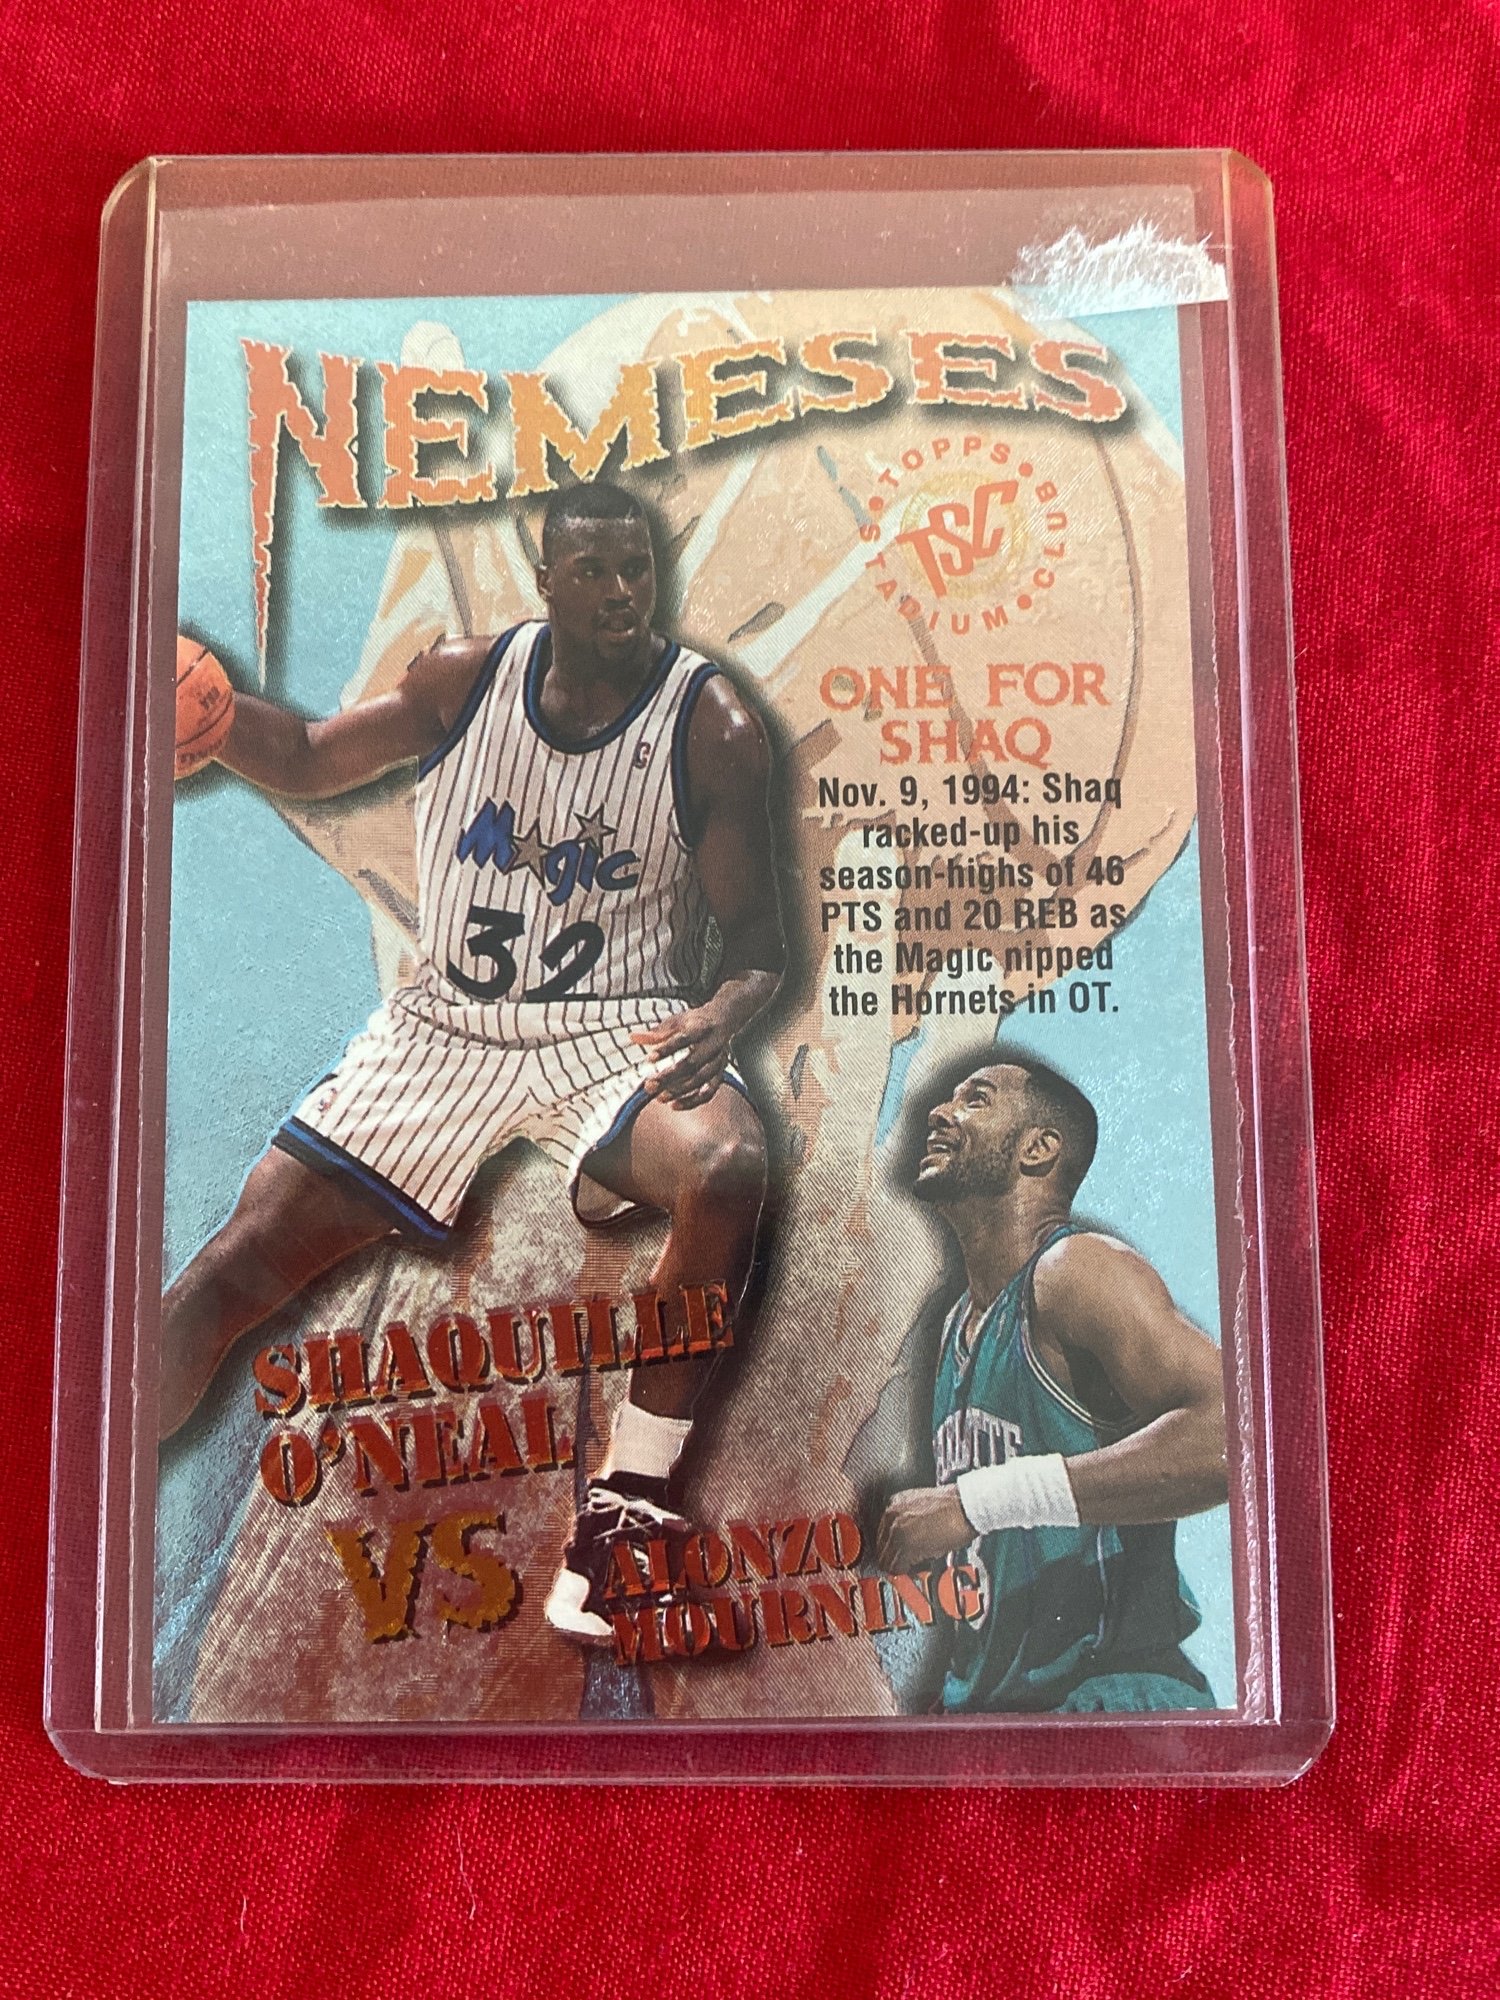 NEMESES
TOPPS • STADIUM • CLUB •
TSC
ONE FOR
SHAQ
Nov. 9, 1994: Shaq
racked-up his
season-highs of 46
PTS and 20 REB as
the Magic nipped
the Hornets in OT.
Magic
32
SHAQUILLE
O'NEAL
VS
ALONZO
MOURNING